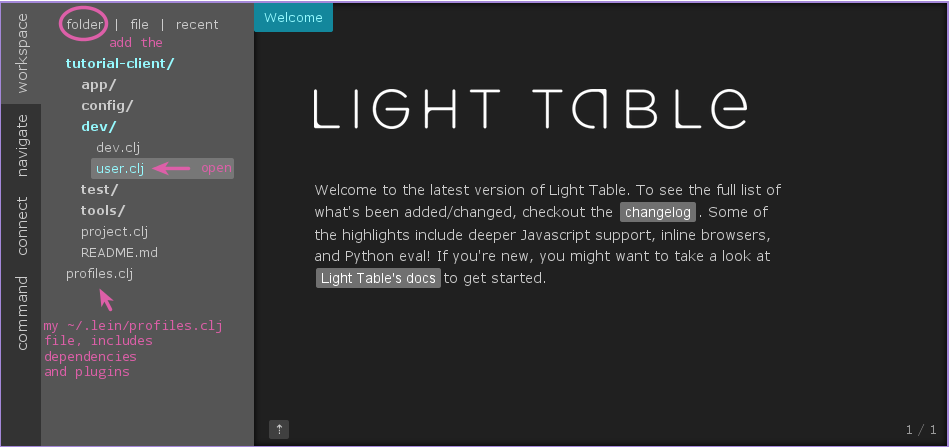 workspace
navigate
connect
command
folder | file | recent
add the
tutorial-client/
app/
config/
dev/
dev.clj
user.clj open
test/
tools/
project.clj
README.md
profiles.clj
my ~/.lein/profiles.clj
file, includes
dependencies
and plugins
Welcome
LIGHT TABLE
Welcome to the latest version of Light Table. To see the full list of
what's been added/changed, checkout the changelog . Some of
the highlights include deeper Javascript support, inline browsers,
and Python eval! If you're new, you might want to take a look at
Light Table's docs to get started.
↑
1 / 1